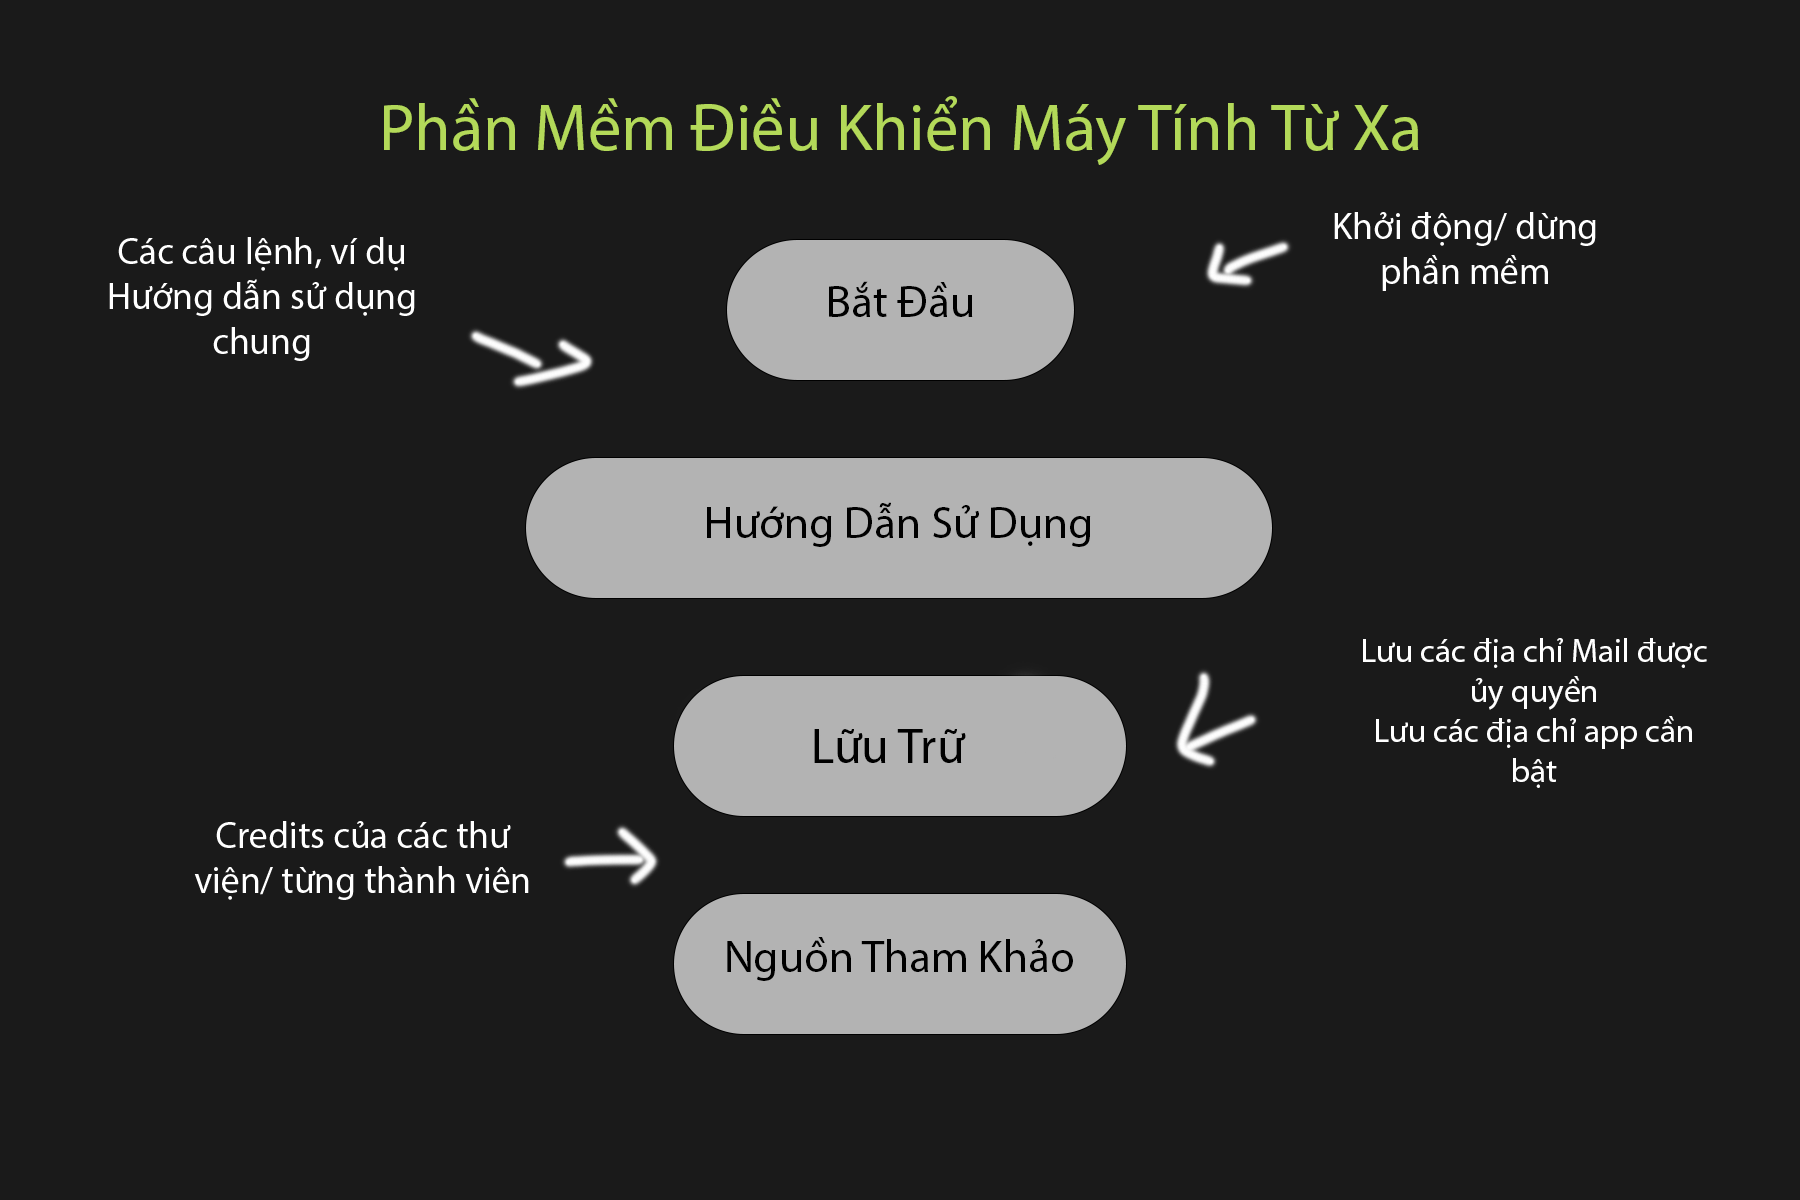 Phần Mềm Điều Khiển Máy Tính Từ Xa
Các câu lệnh, ví dụ
Hướng dẫn sử dụng
chung
Khởi động/ dừng
phần mềm
Bắt Đầu
Hướng Dẫn Sử Dụng
Lưu các địa chỉ Mail được
ủy quyền
Lưu các địa chỉ app cần
bật
Lữu Trữ
Credits của các thư
viện/ từng thành viên
Nguồn Tham Khảo